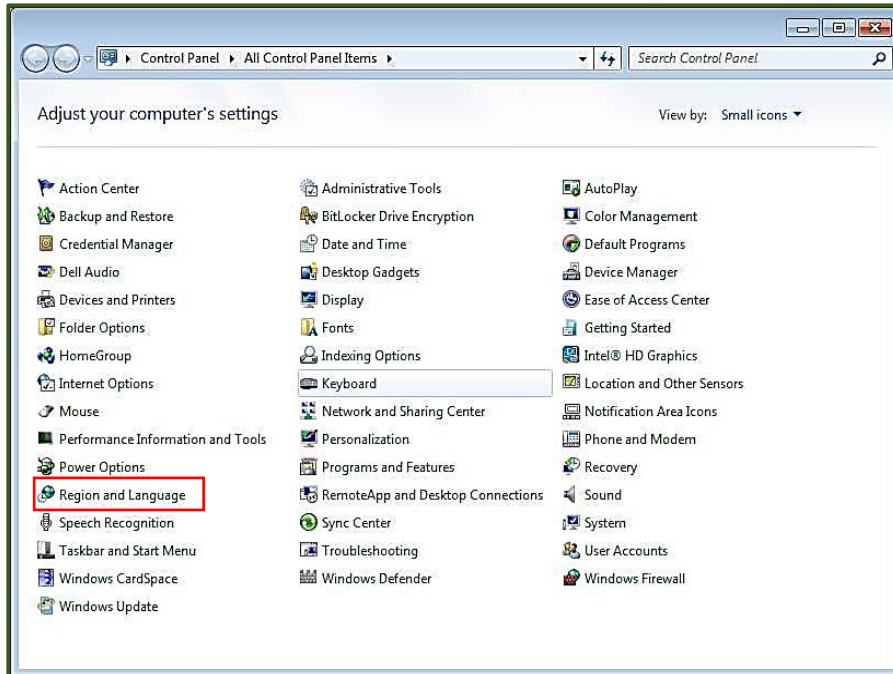 Control Panel ▸ All Control Panel Items ▸
Search Control Panel
Adjust your computer's settings
View by: Small icons
Action Center
Administrative Tools
AutoPlay
Backup and Restore
BitLocker Drive Encryption
Color Management
Credential Manager
Date and Time
Default Programs
Dell Audio
Desktop Gadgets
Device Manager
Devices and Printers
Display
Ease of Access Center
Folder Options
Fonts
Getting Started
HomeGroup
Indexing Options
Intel® HD Graphics
Internet Options
Keyboard
Location and Other Sensors
Mouse
Network and Sharing Center
Notification Area Icons
Performance Information and Tools
Personalization
Phone and Modem
Power Options
Programs and Features
Recovery
Region and Language
RemoteApp and Desktop Connections
Sound
Speech Recognition
Sync Center
System
Taskbar and Start Menu
Troubleshooting
User Accounts
Windows CardSpace
Windows Defender
Windows Firewall
Windows Update